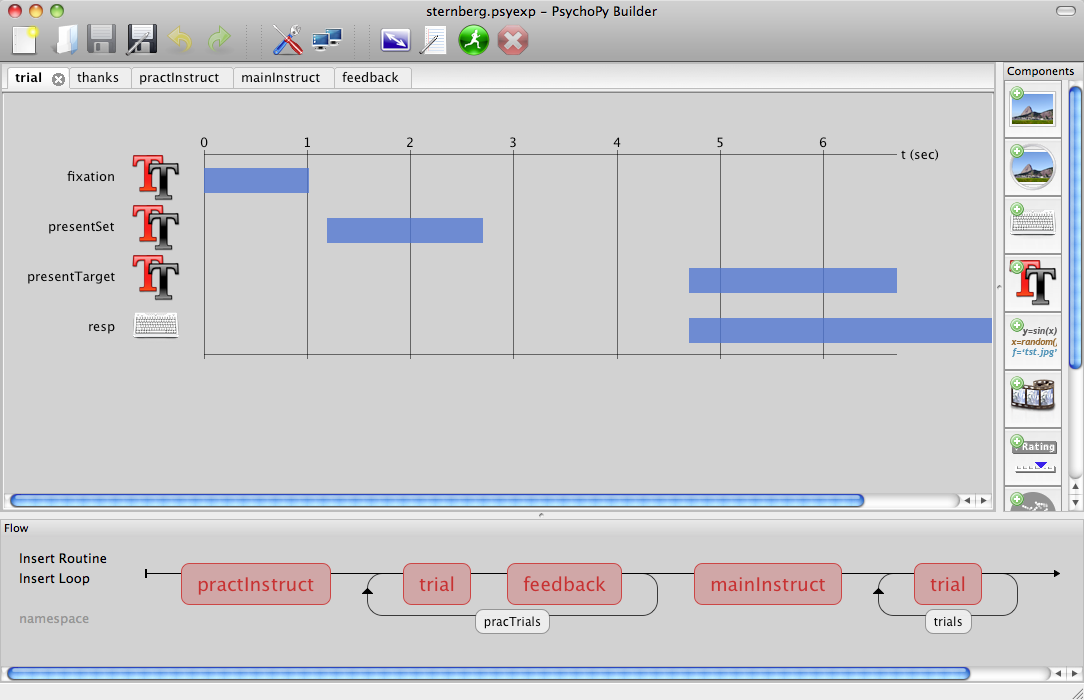 sternberg.psyexp – PsychoPy Builder
trial thanks practInstruct mainInstruct feedback
Components
0 1 2 3 4 5 6
t (sec)
fixation
presentSet
presentTarget
resp
y=sin(x)
x=random(,
f='tst.jpg'
Rating
Flow
Insert Routine
Insert Loop
namespace
practInstruct trial feedback mainInstruct trial
pracTrials trials